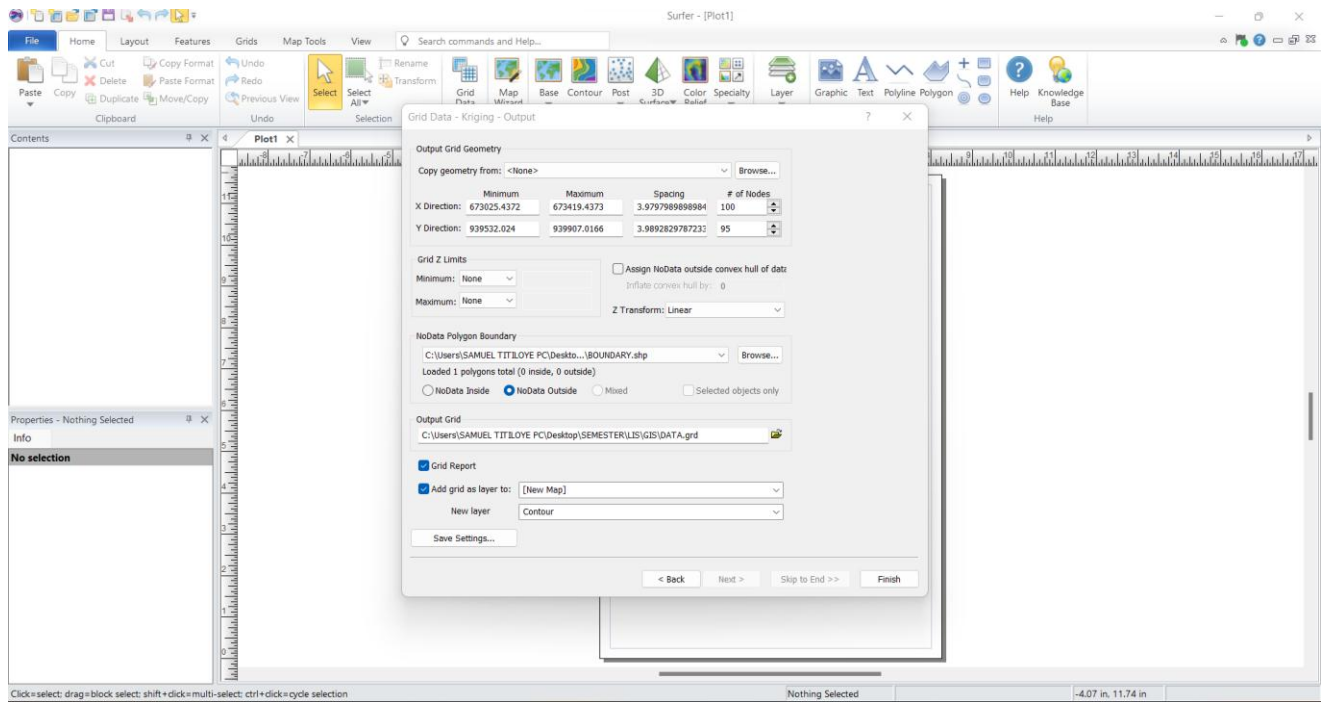 Surfer - [Plot1]
File Home Layout Features Grids Map Tools View Search commands and Help...
Cut Copy Format Undo Rename
Delete Paste Format Redo Transform
Paste Copy Duplicate Move/Copy Previous View Select Select All Grid Data Map Wizard Base Contour Post 3D Surface Color Relief Specialty Layer Graphic Text Polyline Polygon Help Knowledge Base
Clipboard Undo Selection Help
Contents
Plot1
Grid Data - Kriging - Output
Output Grid Geometry
Copy geometry from: <None> Browse...
Minimum Maximum Spacing # of Nodes
X Direction: 673025.4372 673419.4373 3.9797989898984 100
Y Direction: 939532.024 939907.0166 3.9892829787233 95
Grid Z Limits
Minimum: None
Maximum: None
Assign NoData outside convex hull of data
Inflate convex hull by: 0
Z Transform: Linear
NoData Polygon Boundary
C:\Users\SAMUEL TITILOYE PC\Deskto...\BOUNDARY.shp Browse...
Loaded 1 polygons total (0 inside, 0 outside)
NoData Inside NoData Outside Mixed Selected objects only
Output Grid
C:\Users\SAMUEL TITILOYE PC\Desktop\SEMESTER\LIS\GIS\DATA.grd
Grid Report
Add grid as layer to: [New Map]
New layer Contour
Save Settings...
< Back Next > Skip to End >> Finish
Properties - Nothing Selected
Info
No selection
Click=select; drag=block select; shift+click=multi-select; ctrl+click=cycle selection Nothing Selected -4.07 in, 11.74 in